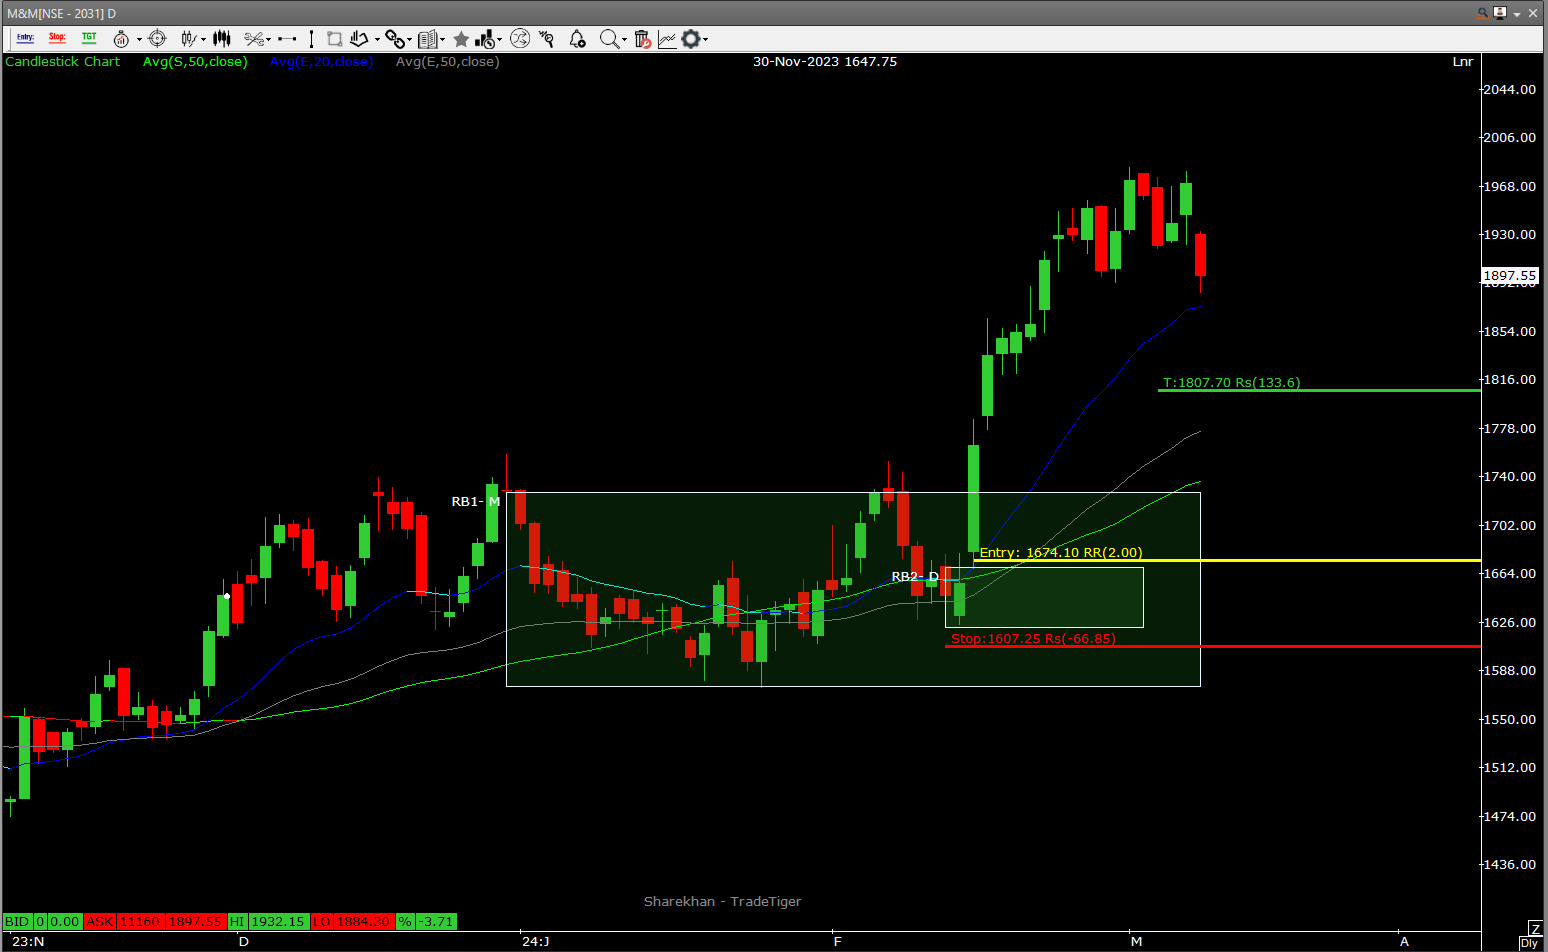 M&M[NSE - 2031] D
Entry: Stop: TGT
Candlestick Chart Avg(S,50,close) Avg(E,20,close) Avg(E,50,close) 30-Nov-2023 1647.75 Lnr
2044.00
2006.00
1968.00
1930.00
1897.55
1892.00
1854.00
T:1807.70 Rs(133.6)
1816.00
1778.00
1740.00
RB1- M
1702.00
Entry: 1674.10 RR(2.00)
RB2- D
1664.00
1626.00
Stop:1607.25 Rs(-66.85)
1588.00
1550.00
1512.00
1474.00
1436.00
Sharekhan - TradeTiger
BID 0 0.00 ASK 11160 1897.55 HI 1932.15 LO 1884.30 % -3.71
Z
23:N D 24:J F M A Dly